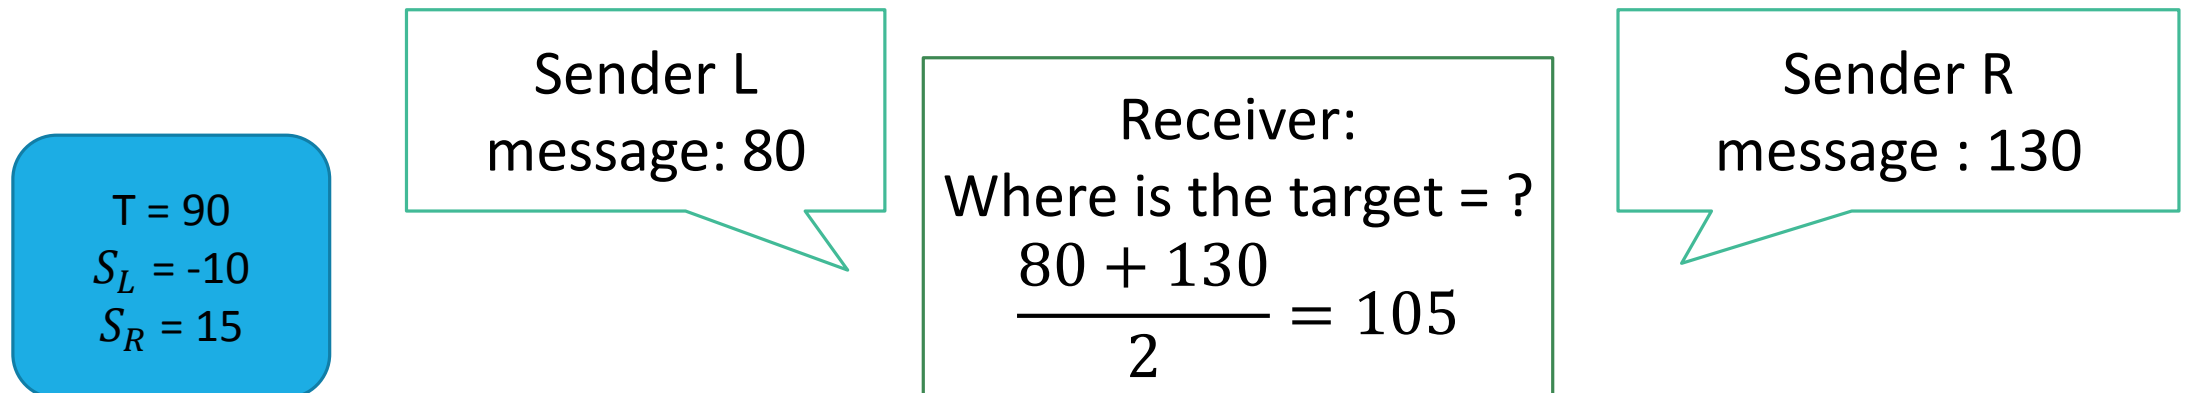 T = 90
S_L = -10
S_R = 15
Sender L
message: 80
Receiver:
Where is the target = ?
\frac{80 + 130}{2} = 105
Sender R
message : 130